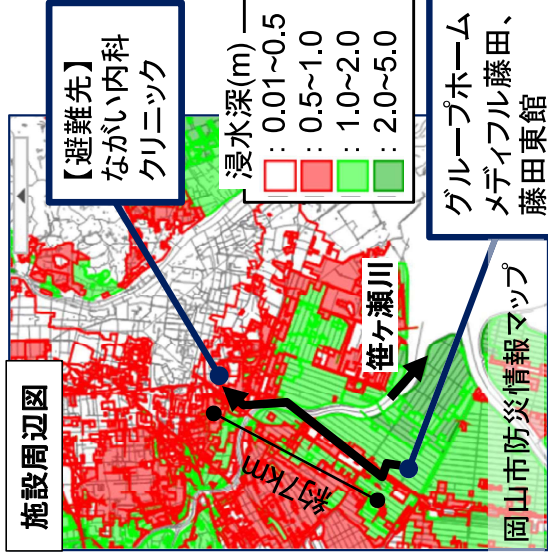 施設周辺図
【避難先】
ながい内科
クリニック
浸水深(m)
: 0.01~0.5
: 0.5~1.0
: 1.0~2.0
: 2.0~5.0
約7km
笹ヶ瀬川
グループホーム
メディフル藤田、
藤田東館
岡山市防災情報マップ